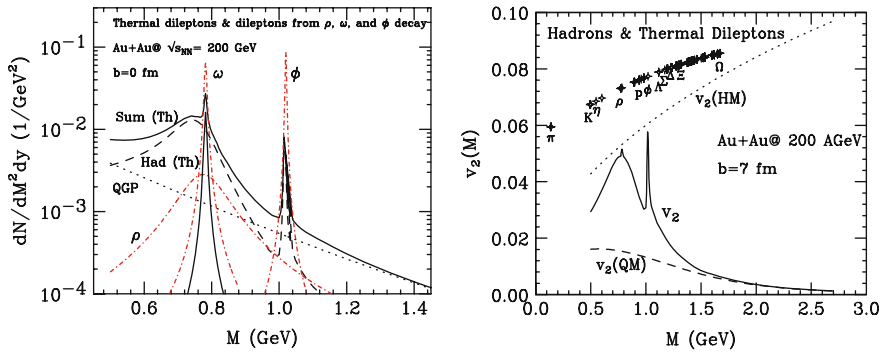 Thermal dileptons & dileptons from ρ, ω, and ϕ decay
Au+Au@ √sNN= 200 GeV
b=0 fm
ω
ϕ
Sum (Th)
Had (Th)
QGP
ρ
dN/dM²dy (1/GeV²)
10⁻¹
10⁻²
10⁻³
10⁻⁴
0.6 0.8 1.0 1.2 1.4
M (GeV)
Hadrons & Thermal Dileptons
π
K
η
ρ
p
ϕ
Λ
Σ
Δ
Ξ
Ω
v₂(HM)
Au+Au@ 200 AGeV
b=7 fm
v₂
v₂(QM)
v₂(M)
0.10
0.08
0.06
0.04
0.02
0.00
0.0 0.5 1.0 1.5 2.0 2.5 3.0
M (GeV)